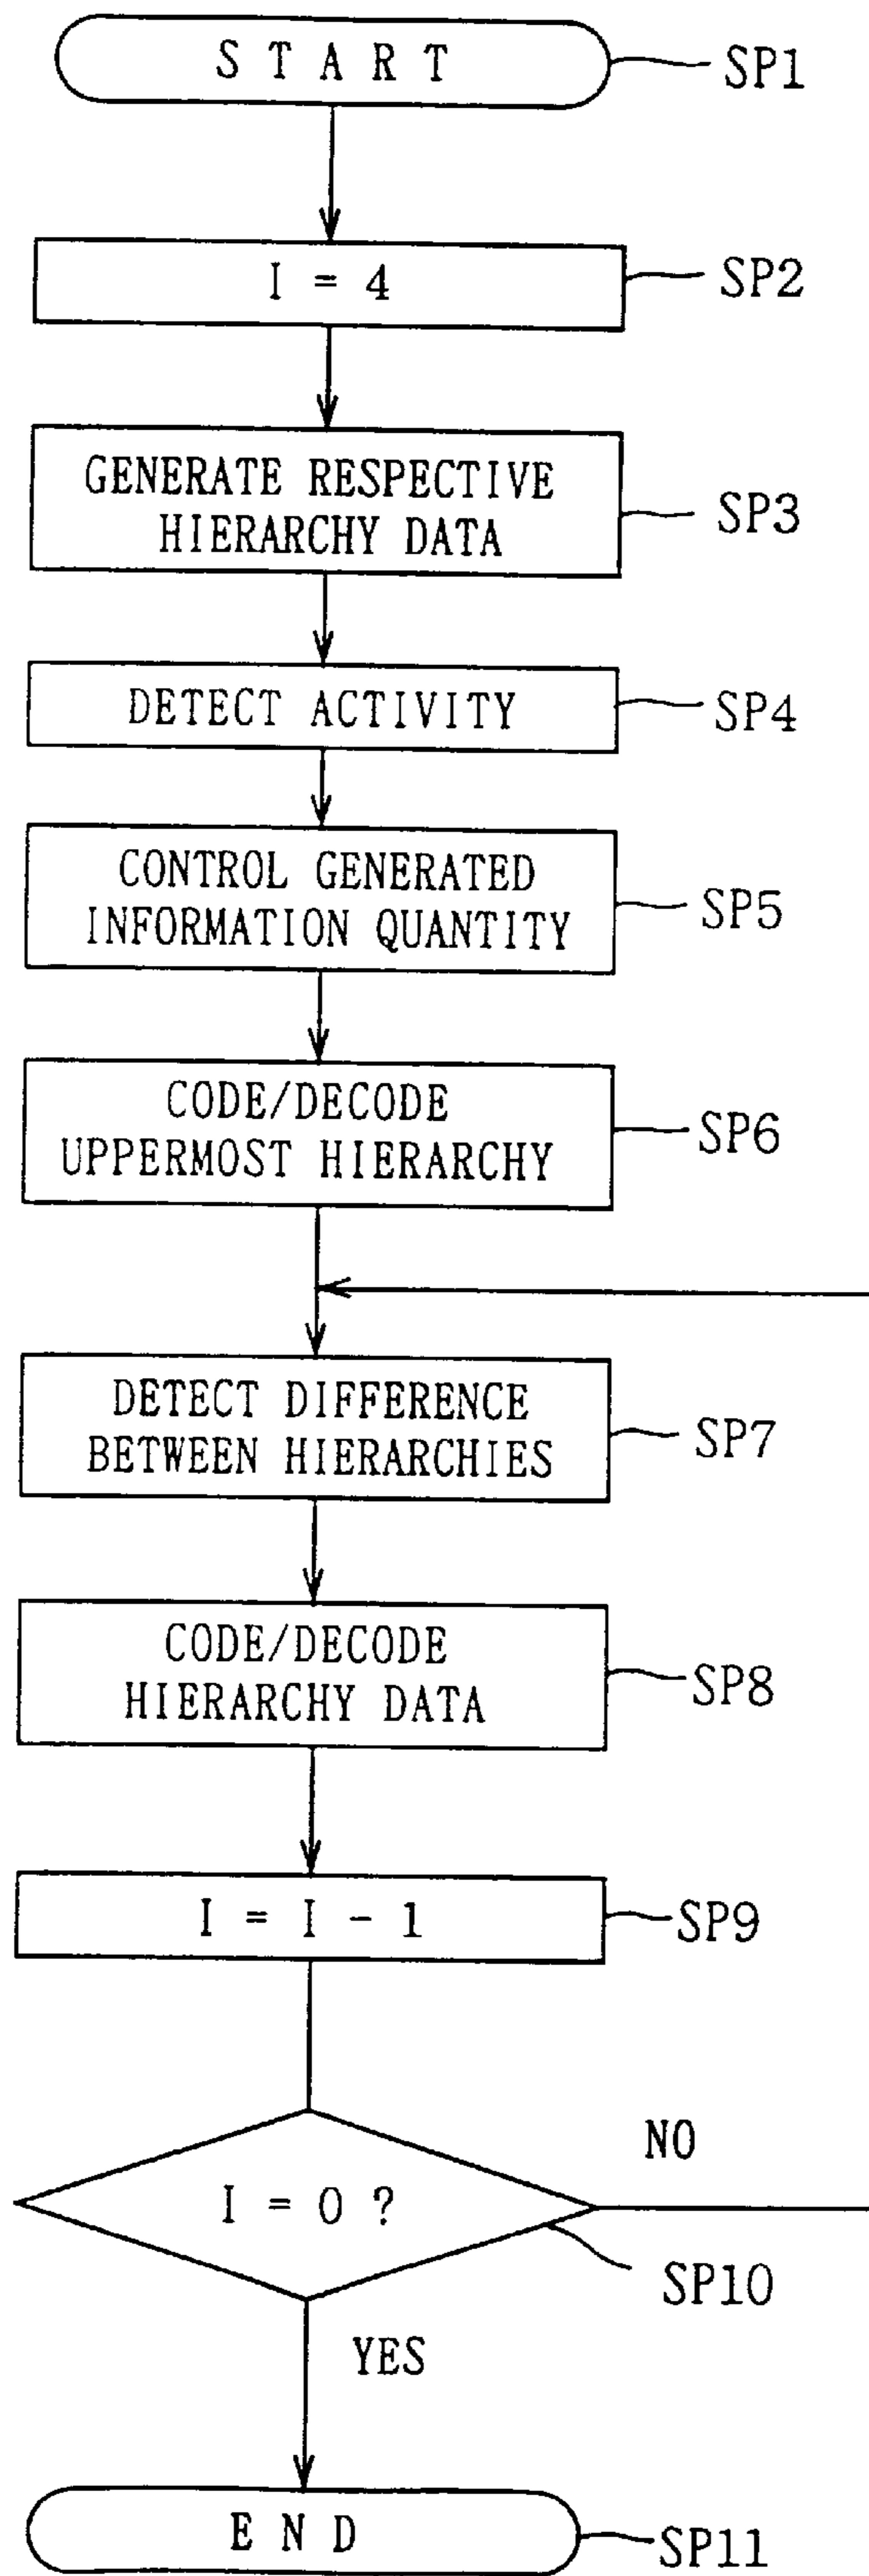 START
SP1
I = 4
SP2
GENERATE RESPECTIVE
HIERARCHY DATA
SP3
DETECT ACTIVITY
SP4
CONTROL GENERATED
INFORMATION QUANTITY
SP5
CODE/DECODE
UPPERMOST HIERARCHY
SP6
DETECT DIFFERENCE
BETWEEN HIERARCHIES
SP7
CODE/DECODE
HIERARCHY DATA
SP8
I = I - 1
SP9
NO
I = 0 ?
SP10
YES
END
SP11